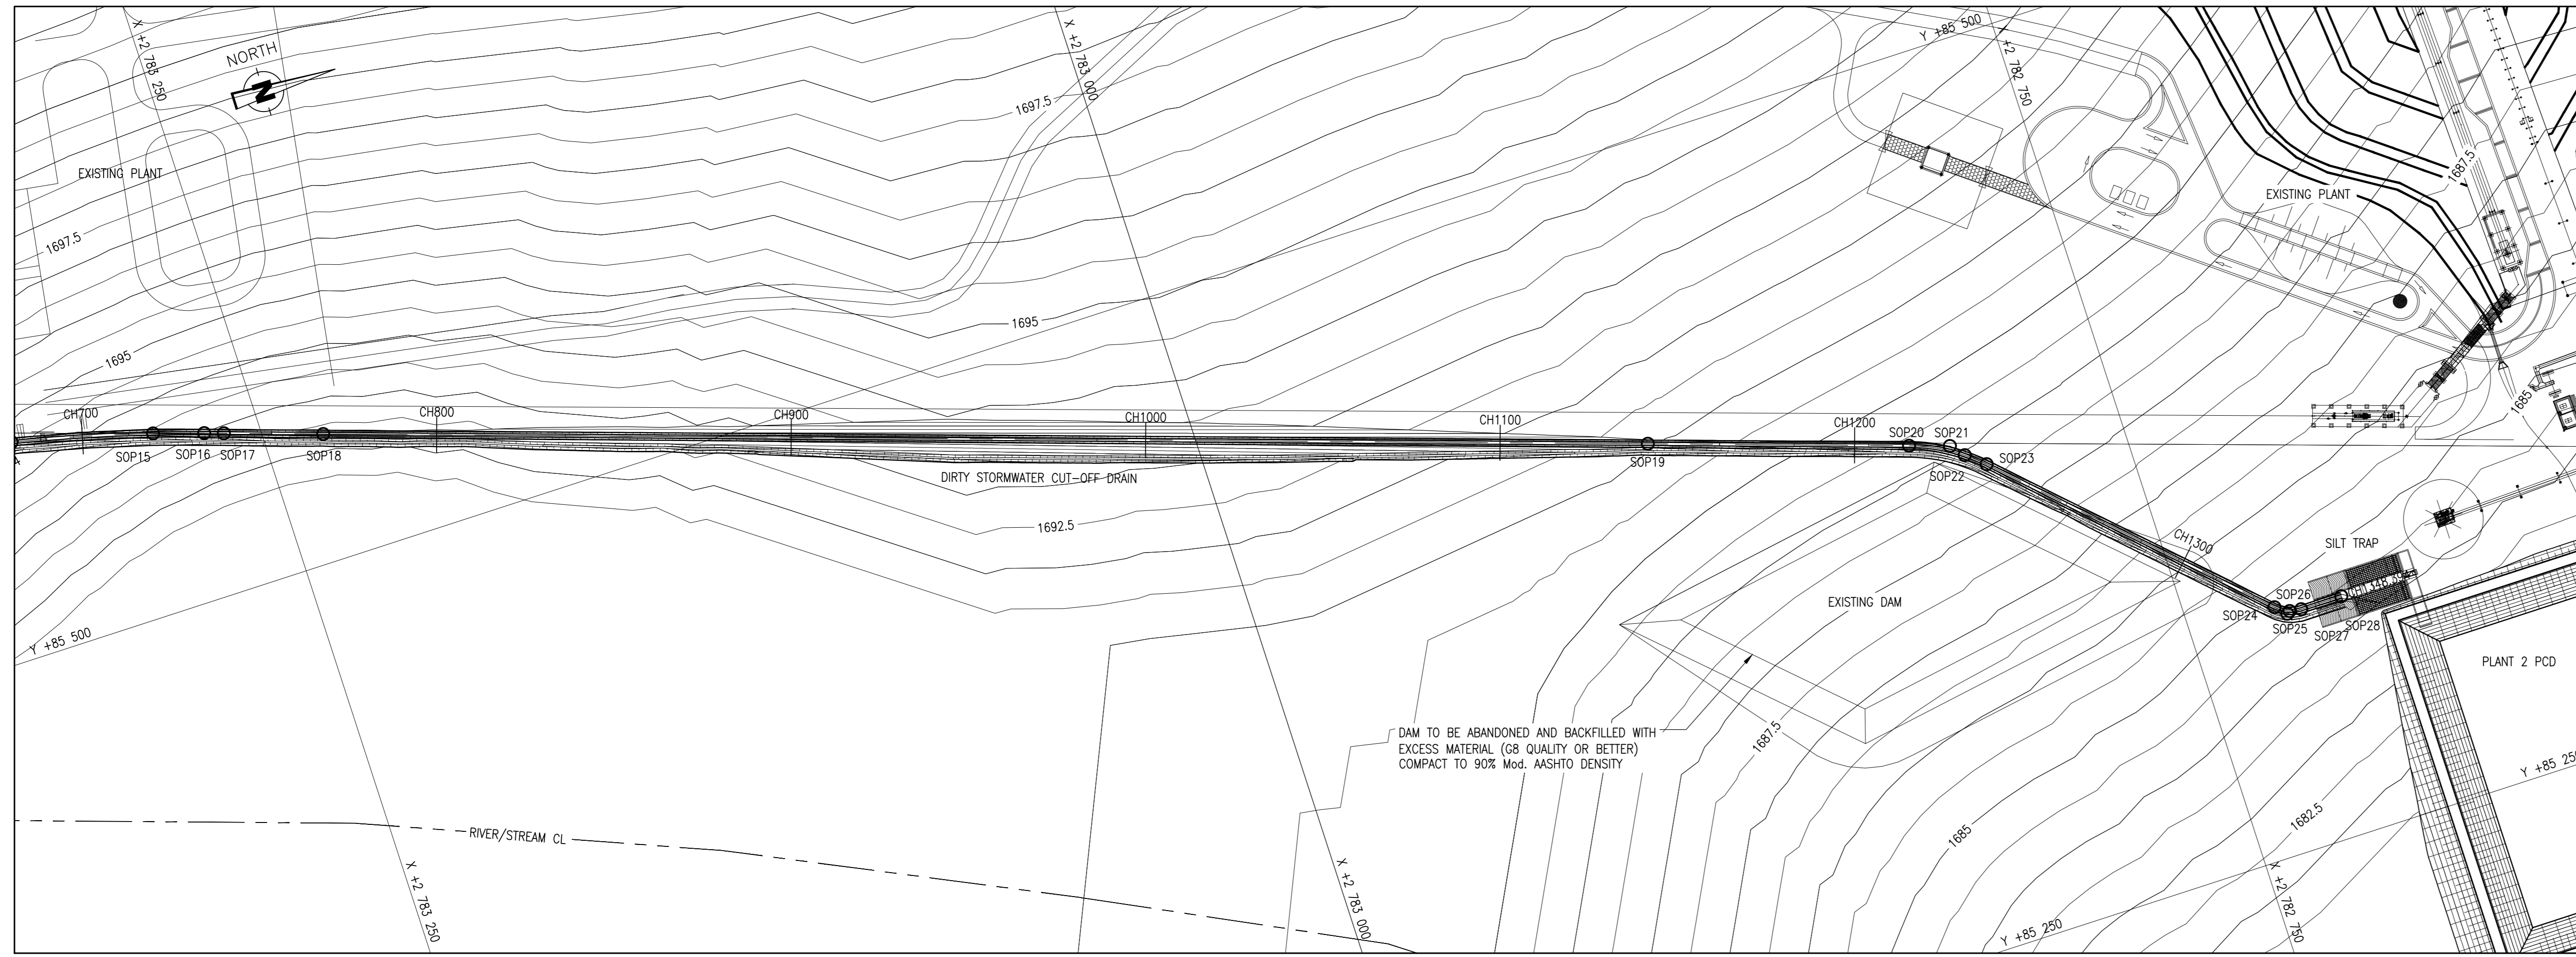 X +2 783 250
NORTH
N
X +2 783 000
Y +85 500
X +2 782 750
1697.5
EXISTING PLANT
1697.5
EXISTING PLANT
1687.5
1695
1695
1685
CH700
CH800
CH900
CH1000
CH1100
CH1200
SOP15
SOP16
SOP17
SOP18
SOP19
SOP20
SOP21
SOP22
SOP23
DIRTY STORMWATER CUT-OFF DRAIN
1692.5
CH1300
SILT TRAP
EXISTING DAM
SOP24
SOP25
SOP26
SOP27
SOP28
Y +85 500
PLANT 2 PCD
DAM TO BE ABANDONED AND BACKFILLED WITH
EXCESS MATERIAL (G8 QUALITY OR BETTER)
COMPACT TO 90% Mod. AASHTO DENSITY
1687.5
1685
1682.5
Y +85 250
RIVER/STREAM CL
X +2 783 250
X +2 783 000
Y +85 250
X +2 782 750